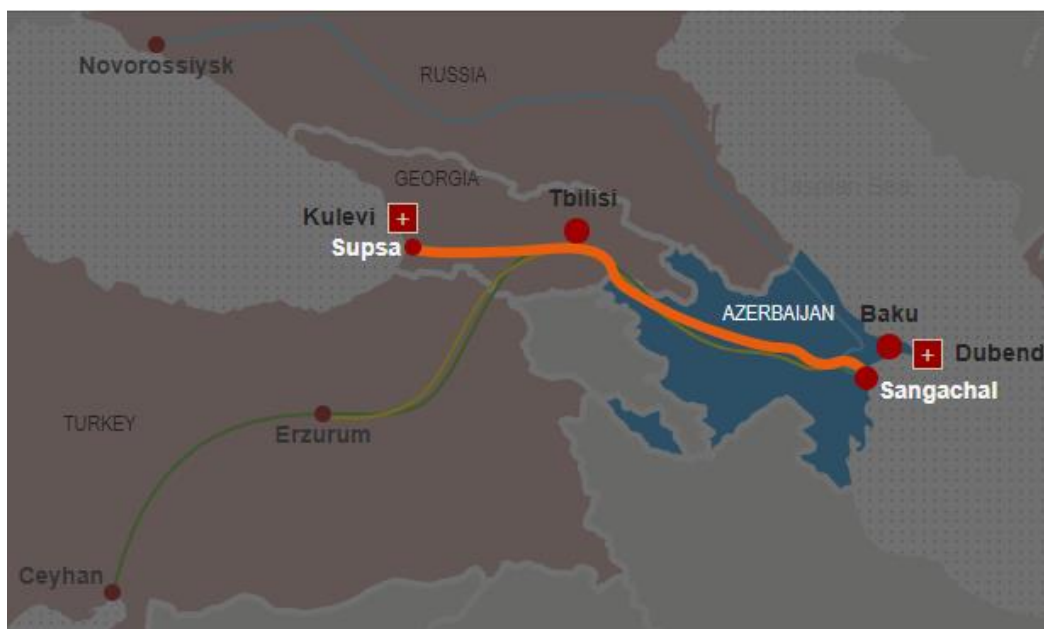 Novorossiysk
RUSSIA
GEORGIA
Tbilisi
Kulevi
Supsa
AZERBAIJAN
Baku
Dubend
Sangachal
TURKEY
Erzurum
Ceyhan